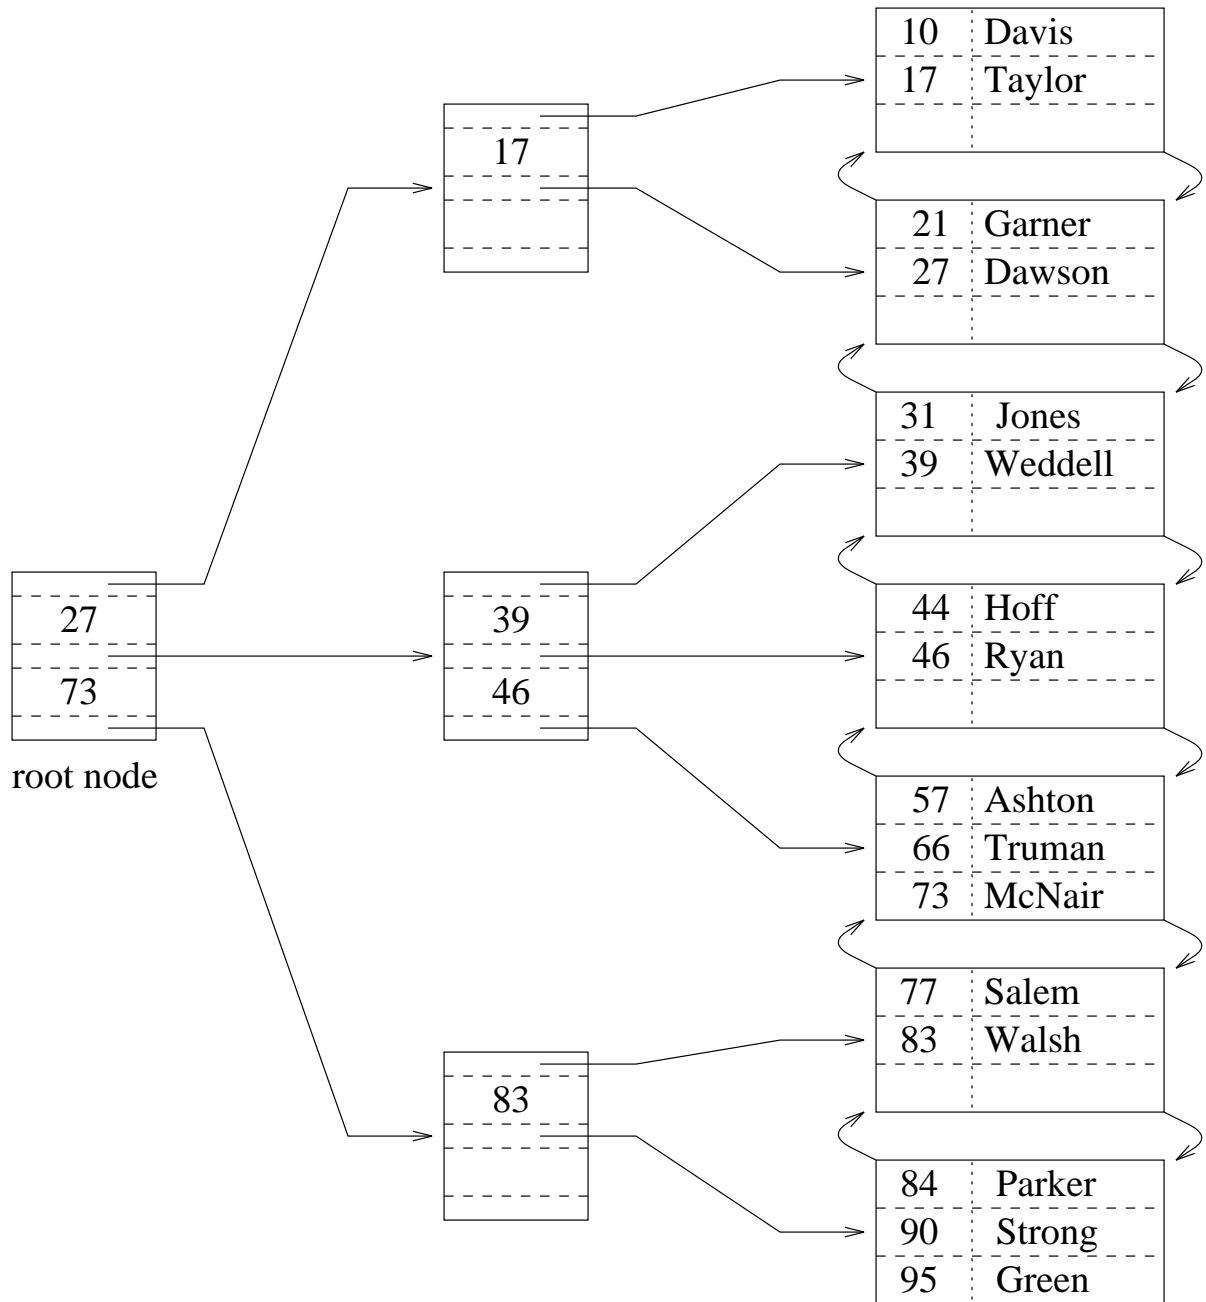 27
73
root node
17
39
46
83
10 Davis
17 Taylor
21 Garner
27 Dawson
31 Jones
39 Weddell
44 Hoff
46 Ryan
57 Ashton
66 Truman
73 McNair
77 Salem
83 Walsh
84 Parker
90 Strong
95 Green